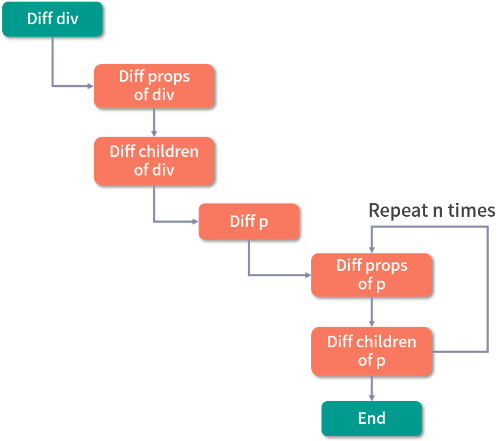 Diff div
Diff props
of div
Diff children
of div
Diff p
Repeat n times
Diff props
of p
Diff children
of p
End